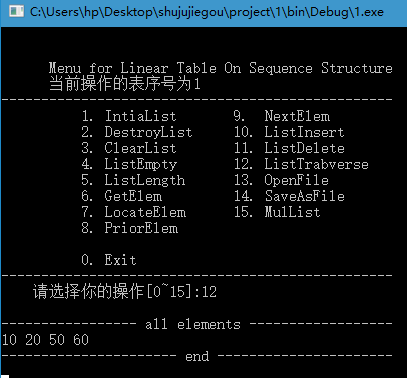 C:\Users\hp\Desktop\shujujiegou\project\1\bin\Debug\1.exe
Menu for Linear Table On Sequence Structure
当前操作的表序号为1
-------------------------------------------------
1. IntiaList 9. NextElem
2. DestroyList 10. ListInsert
3. ClearList 11. ListDelete
4. ListEmpty 12. ListTrabverse
5. ListLength 13. OpenFile
6. GetElem 14. SaveAsFile
7. LocateElem 15. MulList
8. PriorElem
0. Exit
-------------------------------------------------
请选择你的操作[0~15]:12
----------------- all elements ------------------
10 20 50 60
---------------------- end ----------------------